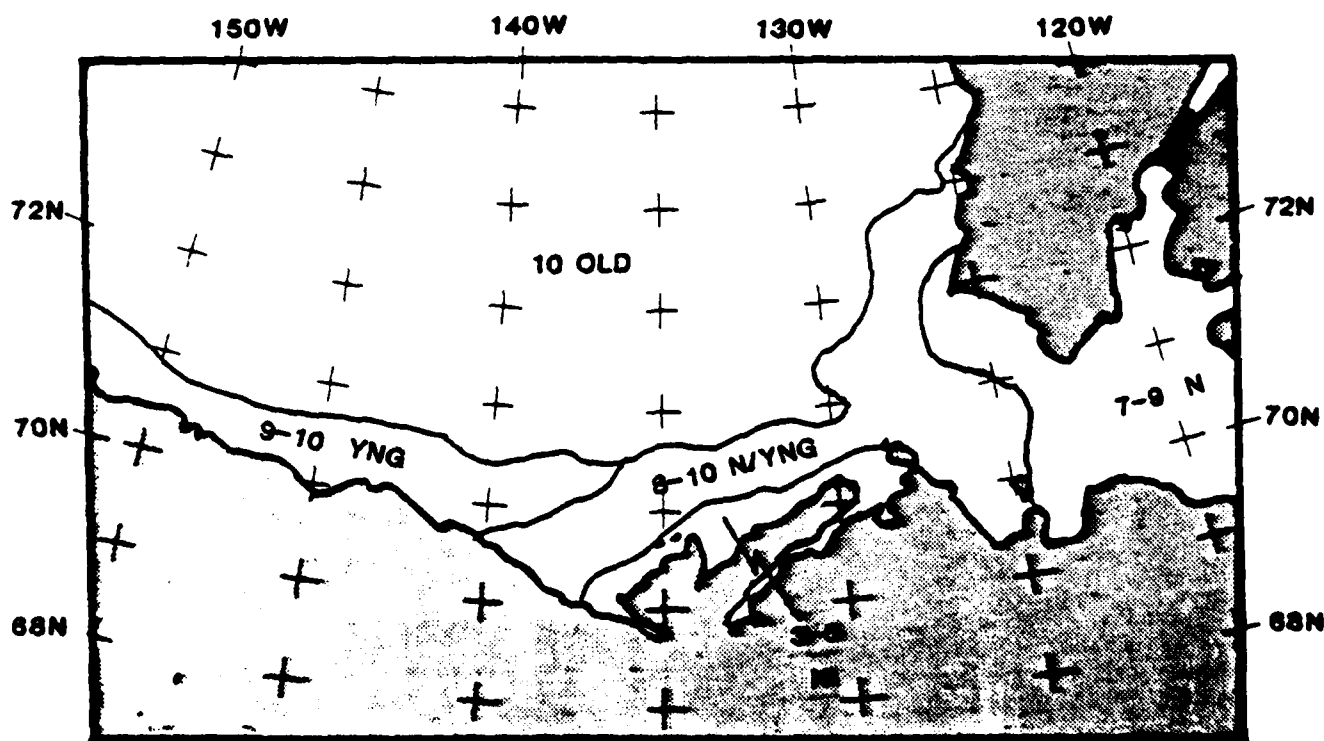 150W 140W 130W 120W
72N 72N
10 OLD
7-9 N
70N 70N
9-10 YNG
8-10 N/YNG
68N 68N